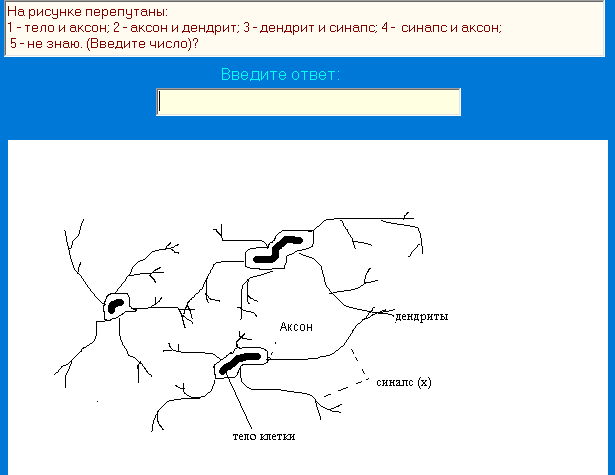 На рисунке перепутаны:
1 - тело и аксон; 2 - аксон и дендрит; 3 - дендрит и синапс; 4 - синапс и аксон;
5 - не знаю. (Введите число)?
Введите ответ:
Аксон
дендриты
синапс (x)
тело клетки